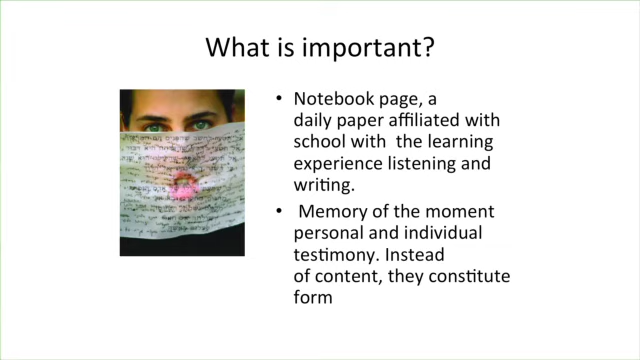 What is important?
• Notebook page, a
daily paper affiliated with
school with the learning
experience listening and
writing.
• Memory of the moment
personal and individual
testimony. Instead
of content, they constitute
form